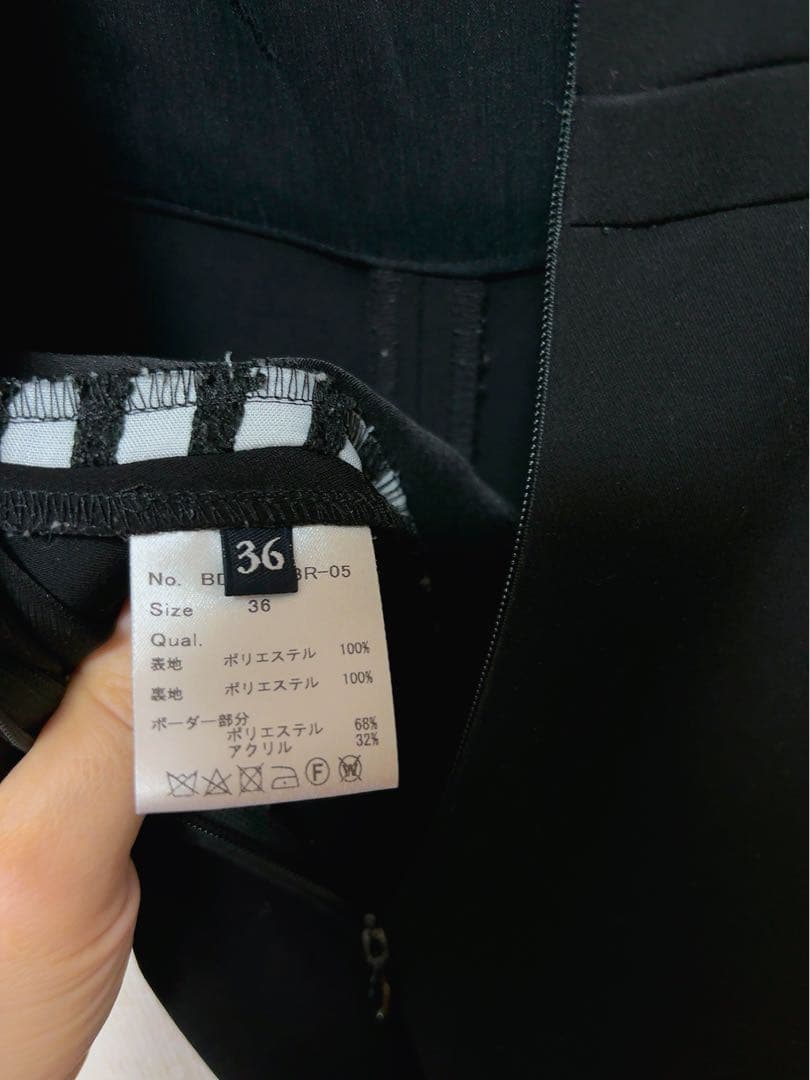 36
No. BD BR-05
Size 36
Qual.
表地 ポリエステル 100%
裏地 ポリエステル 100%
ボーダー部分
ポリエステル 68%
アクリル 32%
F W